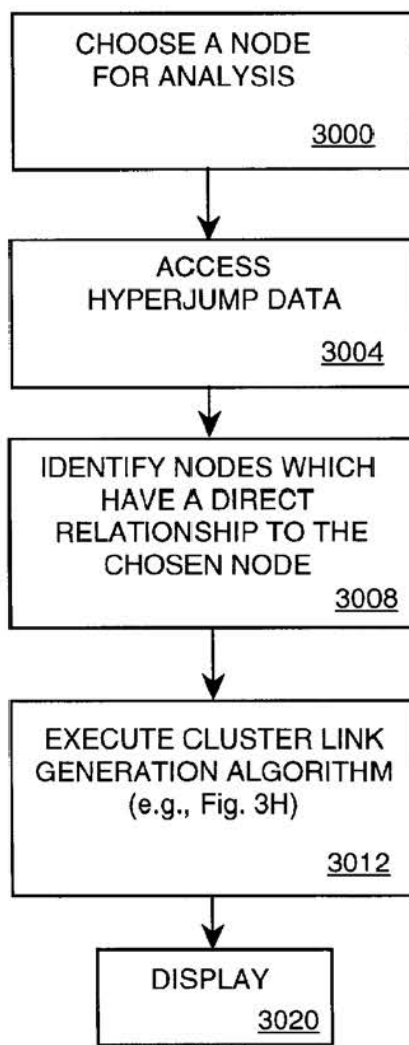 CHOOSE A NODE
FOR ANALYSIS
3000
ACCESS
HYPERJUMP DATA
3004
IDENTIFY NODES WHICH
HAVE A DIRECT
RELATIONSHIP TO THE
CHOSEN NODE
3008
EXECUTE CLUSTER LINK
GENERATION ALGORITHM
(e.g., Fig. 3H)
3012
DISPLAY
3020